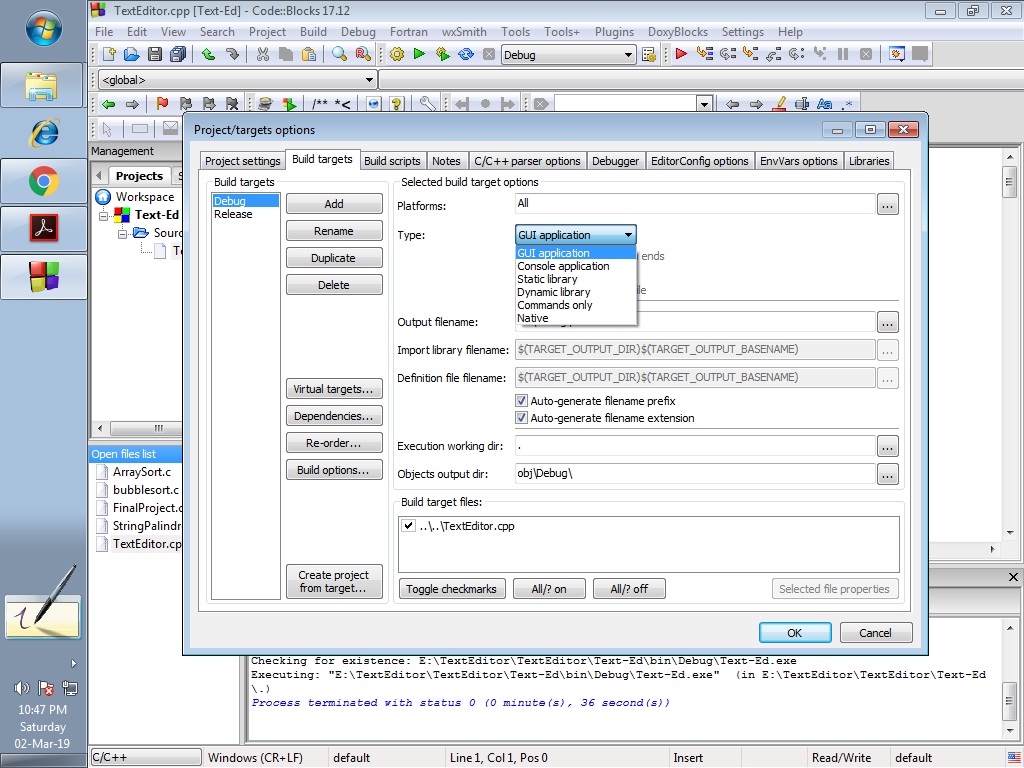 TextEditor.cpp [Text-Ed] - Code::Blocks 17.12
File Edit View Search Project Build Debug Fortran wxSmith Tools Tools+ Plugins DoxyBlocks Settings Help
Debug
<global>
/** *<
Aa .*
Management
Projects S
Workspace
Text-Ed
Sourc
Te
Open files list
ArraySort.c
bubblesort.c
FinalProject.c
StringPalindr
TextEditor.cp
Project/targets options
Project settings Build targets Build scripts Notes C/C++ parser options Debugger EditorConfig options EnvVars options Libraries
Build targets
Debug
Release
Add
Rename
Duplicate
Delete
Virtual targets...
Dependencies...
Re-order...
Build options...
Create project
from target...
Selected build target options
Platforms: All ...
Type: GUI application
GUI application
Console application
Static library
Dynamic library
Commands only
Native
ends
Output filename: ...
Import library filename: $(TARGET_OUTPUT_DIR)$(TARGET_OUTPUT_BASENAME) ...
Definition file filename: $(TARGET_OUTPUT_DIR)$(TARGET_OUTPUT_BASENAME) ...
Auto-generate filename prefix
Auto-generate filename extension
Execution working dir: . ...
Objects output dir: obj\Debug\ ...
Build target files:
..\..\TextEditor.cpp
Toggle checkmarks All/? on All/? off Selected file properties
OK Cancel
Checking for existence: E:\TextEditor\TextEditor\Text-Ed\bin\Debug\Text-Ed.exe
Executing: "E:\TextEditor\TextEditor\Text-Ed\bin\Debug\Text-Ed.exe" (in E:\TextEditor\TextEditor\Text-Ed
\.)
Process terminated with status 0 (0 minute(s), 36 second(s))
C/C++ Windows (CR+LF) default Line 1, Col 1, Pos 0 Insert Read/Write default
10:47 PM
Saturday
02-Mar-19